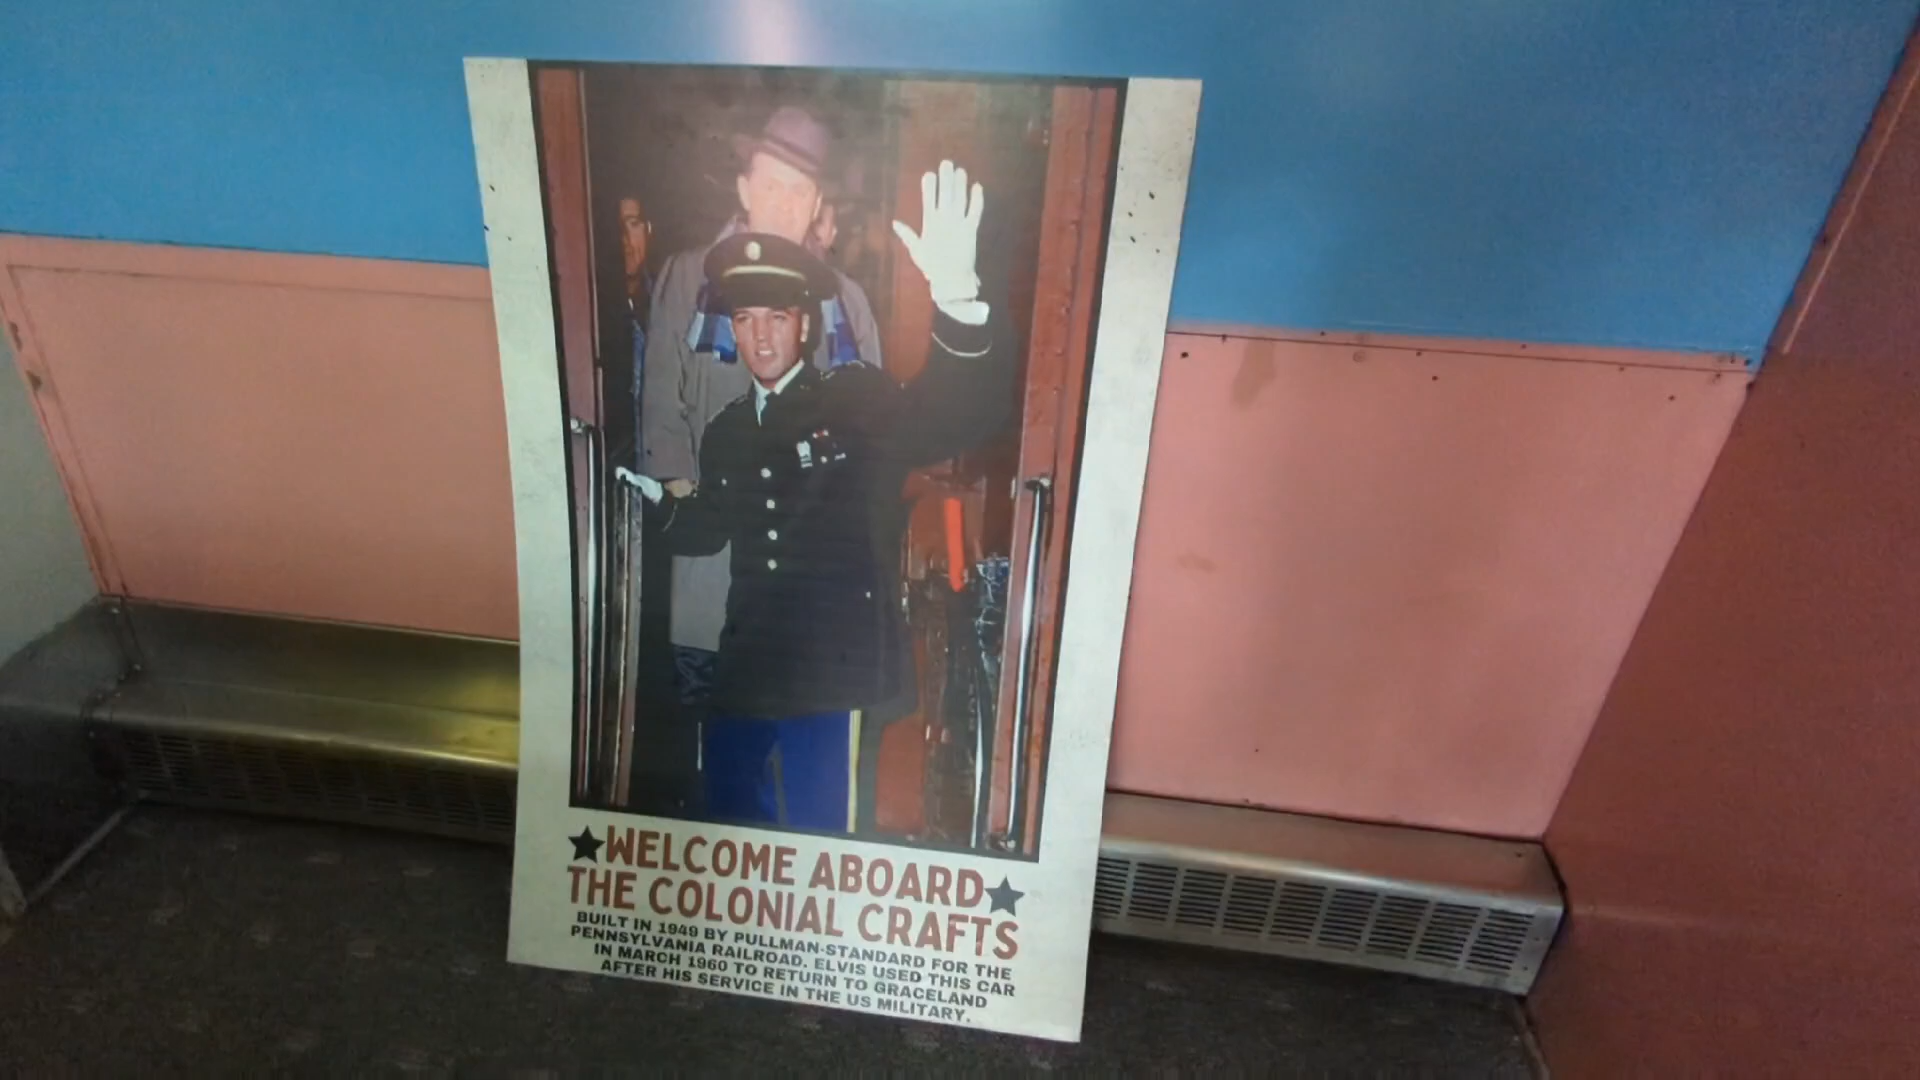 WELCOME ABOARD
THE COLONIAL CRAFTS
BUILT IN 1949 BY PULLMAN-STANDARD FOR THE
PENNSYLVANIA RAILROAD. ELVIS USED THIS CAR
IN MARCH 1960 TO RETURN TO GRACELAND
AFTER HIS SERVICE IN THE US MILITARY.